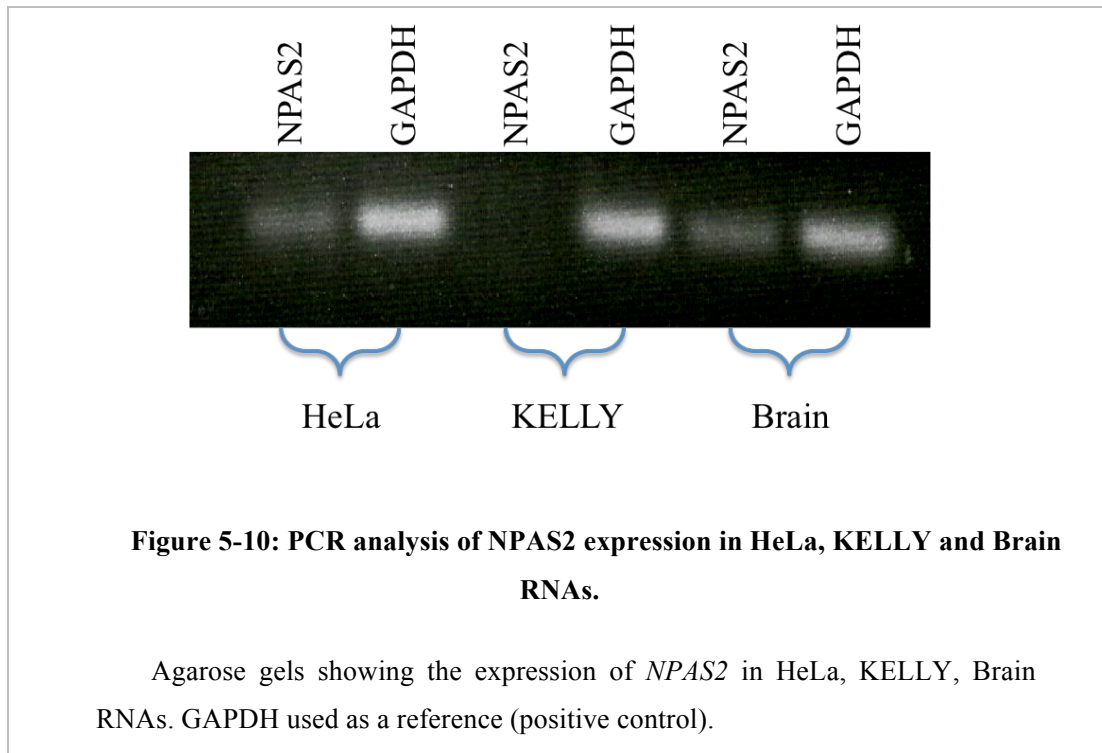 NPAS2
GAPDH
NPAS2
GAPDH
NPAS2
GAPDH
HeLa
KELLY
Brain
Figure 5-10: PCR analysis of NPAS2 expression in HeLa, KELLY and Brain
RNAs.
Agarose gels showing the expression of NPAS2 in HeLa, KELLY, Brain
RNAs. GAPDH used as a reference (positive control).